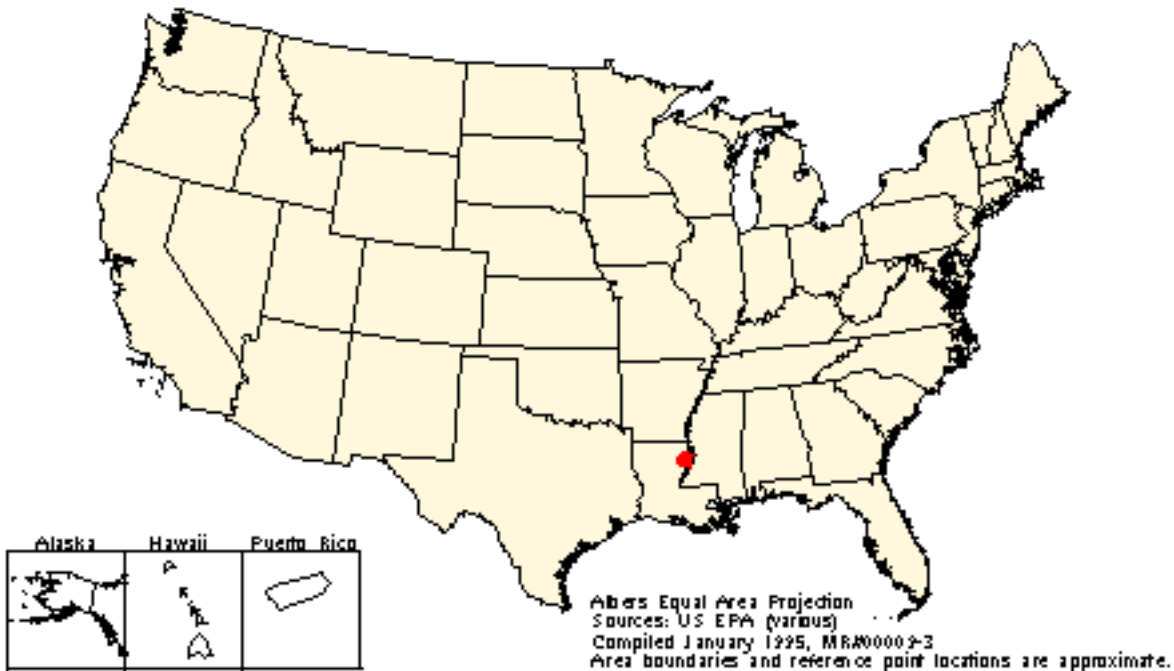 Alaska Hawaii Puerto Rico
Albers Equal Area Projection
Sources: US EPA (various)
Compiled January 1995, MR#00009-3
Area boundaries and reference point locations are approximate.